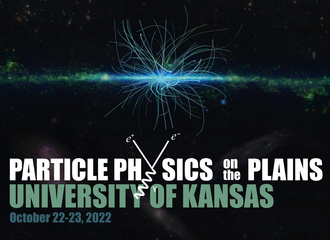 e⁺ e⁻
PARTICLE PHYSICS on the PLAINS
UNIVERSITY OF KANSAS
October 22-23, 2022